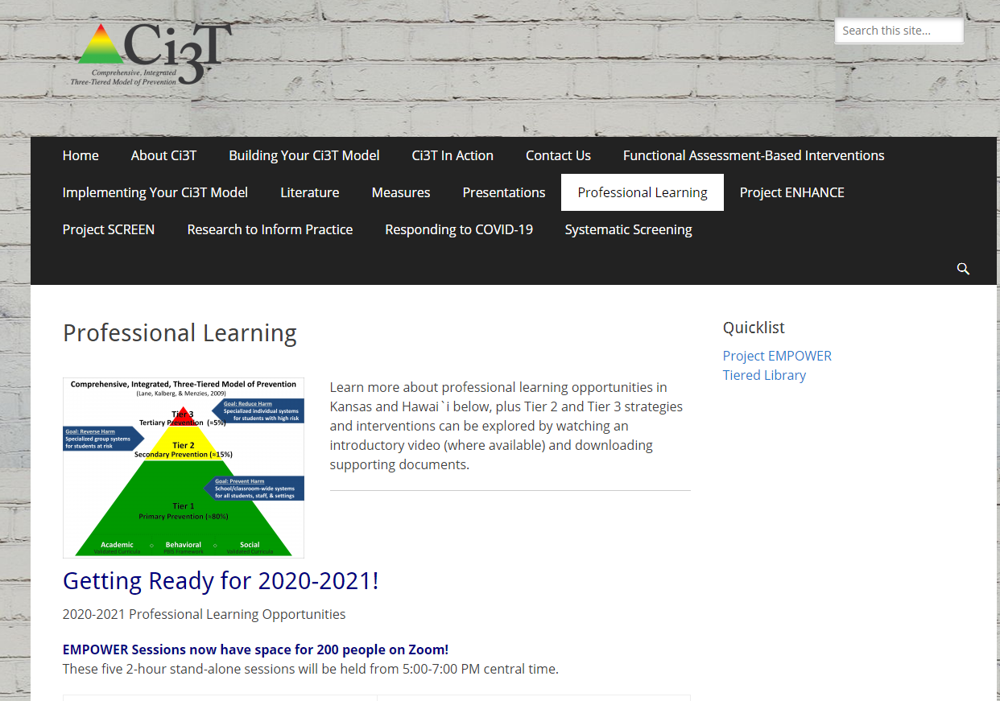 Ci3T
Comprehensive, Integrated
Three-Tiered Model of Prevention
Search this site...
Home
About Ci3T
Building Your Ci3T Model
Ci3T In Action
Contact Us
Functional Assessment-Based Interventions
Implementing Your Ci3T Model
Literature
Measures
Presentations
Professional Learning
Project ENHANCE
Project SCREEN
Research to Inform Practice
Responding to COVID-19
Systematic Screening
Professional Learning
Comprehensive, Integrated, Three-Tiered Model of Prevention
(Lane, Kalberg, & Menzies, 2009)
Goal: Reduce Harm
Specialized individual systems
for students with high risk
Tier 3
Tertiary Prevention (≈5%)
Goal: Reverse Harm
Specialized group systems
for students at risk
Tier 2
Secondary Prevention (≈15%)
Goal: Prevent Harm
School/classroom-wide systems
for all students, staff, & settings
Tier 1
Primary Prevention (≈80%)
Academic ○ Behavioral ○ Social
Validated Curricula PBIS Framework Validated Curricula
Learn more about professional learning opportunities in
Kansas and Hawai`i below, plus Tier 2 and Tier 3 strategies
and interventions can be explored by watching an
introductory video (where available) and downloading
supporting documents.
Getting Ready for 2020-2021!
2020-2021 Professional Learning Opportunities
EMPOWER Sessions now have space for 200 people on Zoom!
These five 2-hour stand-alone sessions will be held from 5:00-7:00 PM central time.
Quicklist
Project EMPOWER
Tiered Library